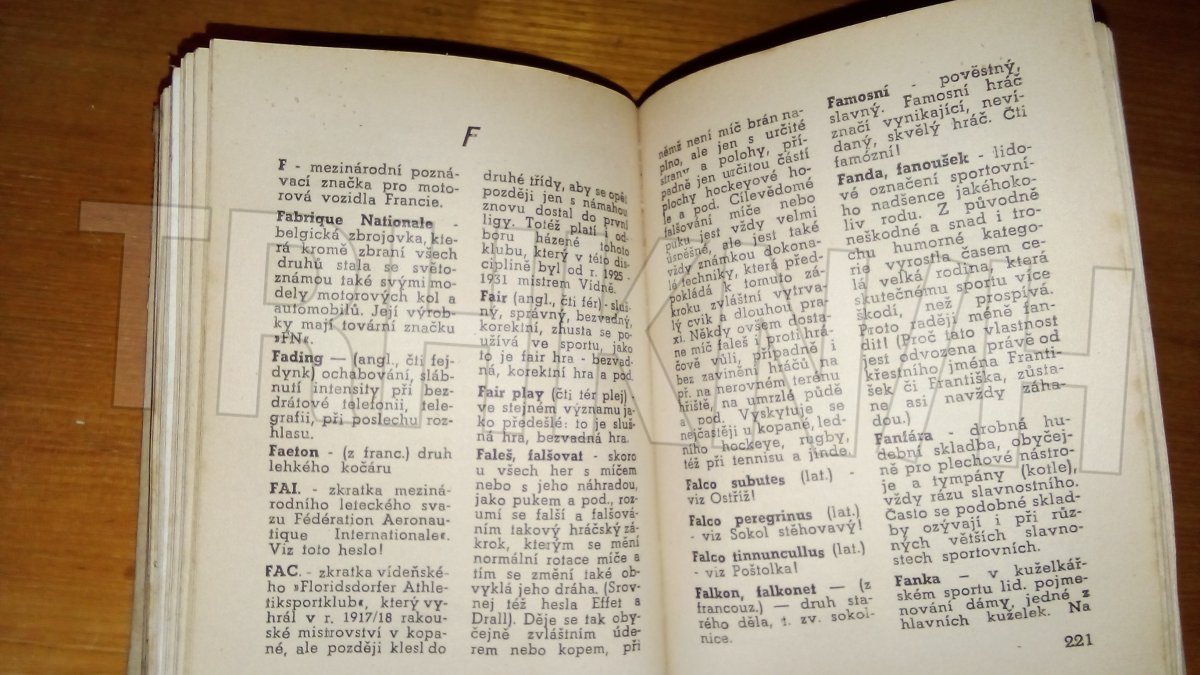 F
F - mezinárodní pozná-
vací značka pro moto-
rová vozidla Francie.
Fabrique Nationale -
belgická zbrojovka, kte-
rá kromě zbraní všech
druhů stala se světo-
známou také svými mo-
dely motorových kol a
automobilů. Její výrob-
ky mají tovární značku
»FN«.
Fading — (angl., čti fej-
dynk) ochabování, sláb-
nutí intensity při bez-
drátové telefonii, tele-
grafii, při poslechu roz-
hlasu.
Faeton - (z franc.) druh
lehkého kočáru
FAI. - zkratka meziná-
rodního leteckého sva-
zu Fédération Aeronau-
tique Internationale«.
Viz toto heslo!
FAC. - zkratka vídeňské-
ho »Floridsdorfer Athle-
tiksportklub«, který vy-
hrál v r. 1917/18 rakou-
ské mistrovství v kopa-
né, ale později klesl do
druhé třídy, aby se opět
později jen s námahou
znovu dostal do první
ligy. Totéž platí i od-
boru házené tohoto
klubu, který v této dis-
ciplině byl od r. 1925 -
1931 mistrem Vídně.
Fair (angl., čti fér) - sluš-
ný, správný, bezvadný,
korektní, zhusta se po-
užívá ve sportu, jako
to je fair hra - bezvad-
ná, korektní hra a pod.
Fair play (čti tér plej) -
ve stejném významu ja-
ko předešlé: to je sluš-
ná hra, bezvadná hra.
Faleš, falšovat - skoro
u všech her s míčem
nebo s jeho náhradou,
jako pukem a pod., roz-
umí se falší a falšová-
ním takový hráčský zá-
krok, kterým se mění
normální rotace míče a
tím se změní také ob-
vyklá jeho dráha. (Srov-
nej též hesla Effet a
Drall). Děje se tak oby-
čejně zvláštním úde-
rem nebo kopem, při
němž není míč brán na-
plno, ale jen s určité
strany a polohy, pří-
padně jen určitou částí
plochy hockeyové ho-
le a pod. Cílevědomé
falšování míče nebo
puku jest vždy velmi
úspěšné, ale jest také
vždy známkou dokona-
lé techniky, která před-
pokládá k tomuto zá-
kroku zvláštní vytrva-
lý cvik a dlouhou pra-
xi. Někdy ovšem dosta-
ne míč faleš i proti hrá-
čově vůli, případně i
bez zavinění hráčů na
př. na nerovném terénu
hřiště, na umrzlé půdě
a pod. Vyskytuje se
nejčastěji u kopané, led-
ního hockeye, rugby,
též při tennisu a jinde.
Falco subutes (lat.) -
viz Ostříž!
Falco peregrinus (lat.)
- viz Sokol stěhovavý!
Falco tinnuncullus (lat.)
- viz Poštolka!
Falkon, falkonet — (z
francouz.) — druh sta-
rého děla, t. zv. sokol-
nice.
Famosní - pověstný,
slavný. Famosní hráč
značí vynikající, neví-
daný, skvělý hráč. Čti
famózní!
Fanda, fanoušek - lido-
vé označení sportovní-
ho nadšence jakéhoko-
liv rodu. Z původně
neškodné a snad i tro-
chu humorné katego-
rie vyrostla časem ce-
lá velká rodina, která
skutečnému sportu více
škodí, než prospívá.
Proto raději méně fan-
dit! (Proč tato vlastnost
jest odvozena právě od
křestního jména Franti-
šek či Františka, zůsta-
ne asi navždy záha-
dou.)
Fanfára - drobná hu-
dební skladba, obyčej-
ně pro plechové nástro-
je a tympány (kotle),
vždy rázu slavnostního.
Často se podobné sklad-
by ozývají i při růz-
ných větších slavno-
stech sportovních.
Fanka — v kuželkář-
ském sportu lid. pojme-
nování dámy, jedné z
hlavních kuželek. Na
221
TREKNIH